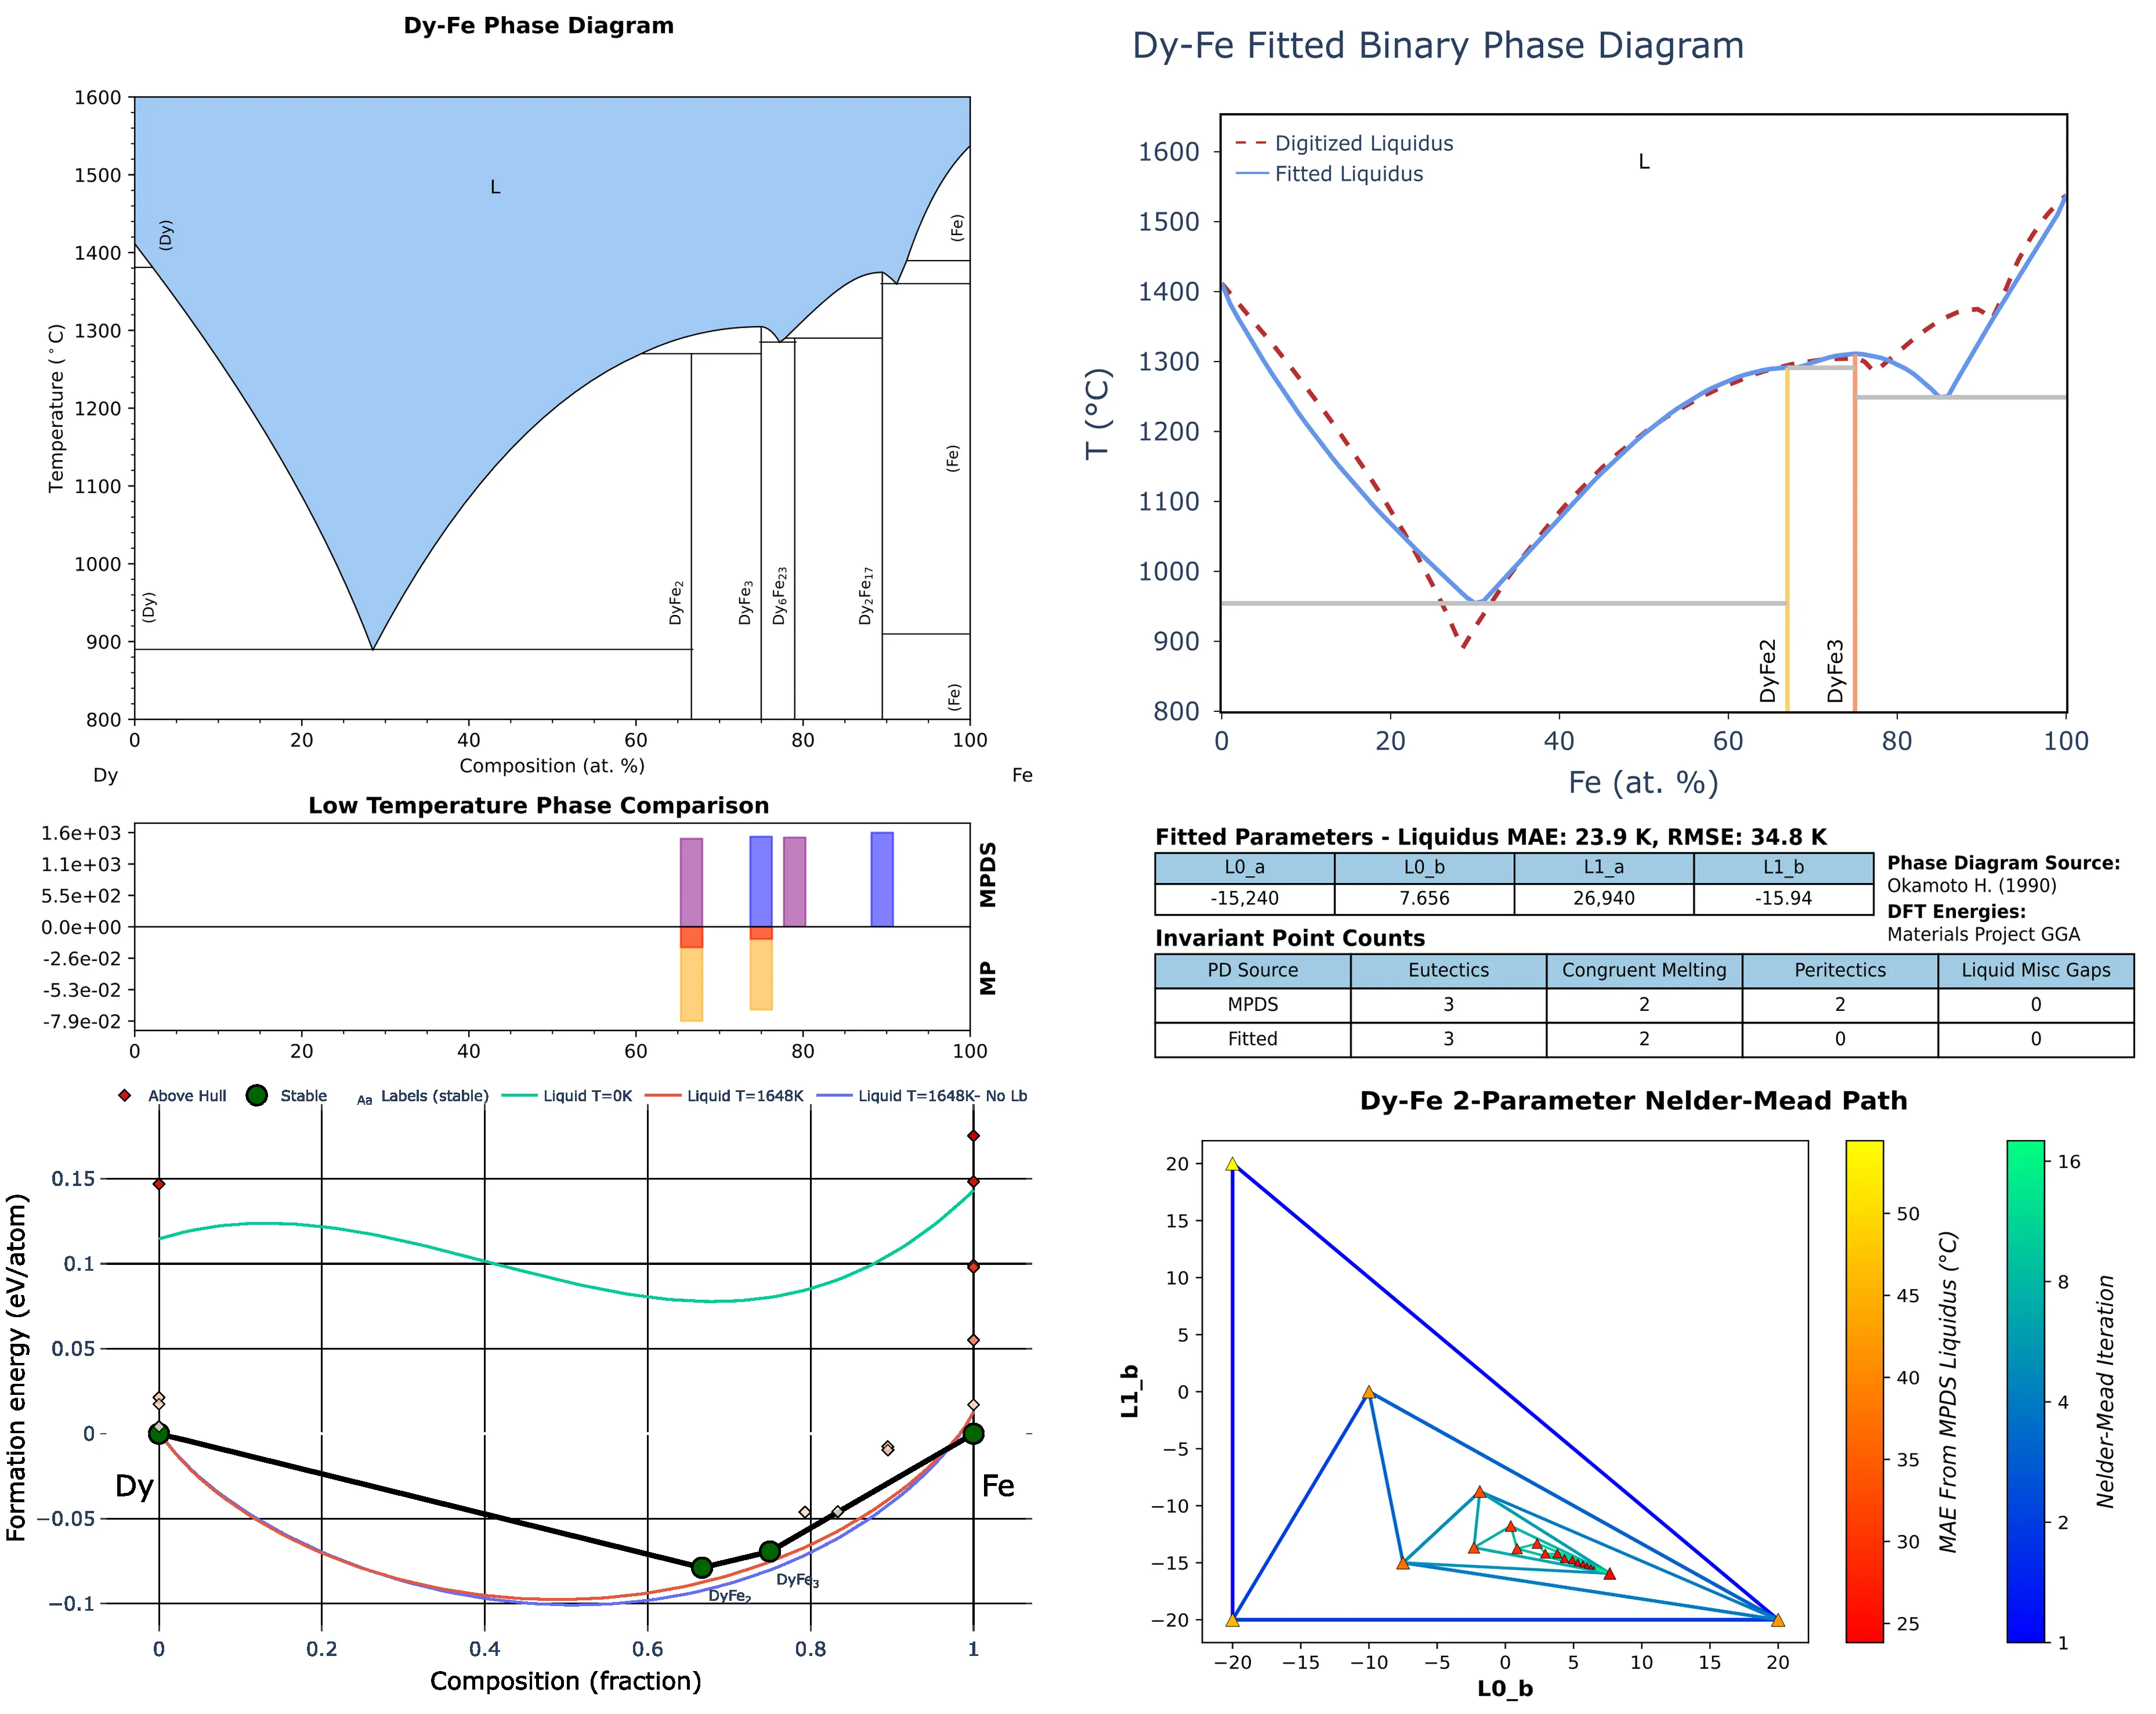 Dy-Fe Phase Diagram
1600
1500
1400
1300
1200
1100
1000
900
800
Temperature (°C)
L
(Dy)
(Dy)
(Fe)
(Fe)
(Fe)
DyFe₂
DyFe₃
Dy₆Fe₂₃
Dy₂Fe₁₇
0 20 40 60 80 100
Composition (at. %)
Dy Fe
Dy-Fe Fitted Binary Phase Diagram
Digitized Liquidus
Fitted Liquidus
L
1600
1500
1400
1300
1200
1100
1000
900
800
T (°C)
DyFe2
DyFe3
0 20 40 60 80 100
Fe (at. %)
Low Temperature Phase Comparison
1.6e+03
1.1e+03
5.5e+02
0.0e+00
-2.6e-02
-5.3e-02
-7.9e-02
MPDS
MP
0 20 40 60 80 100
Fitted Parameters - Liquidus MAE: 23.9 K, RMSE: 34.8 K
L0_a L0_b L1_a L1_b
-15,240 7.656 26,940 -15.94
Phase Diagram Source:
Okamoto H. (1990)
DFT Energies:
Materials Project GGA
Invariant Point Counts
PD Source Eutectics Congruent Melting Peritectics Liquid Misc Gaps
MPDS 3 2 2 0
Fitted 3 2 0 0
Above Hull Stable Aa Labels (stable) Liquid T=0K Liquid T=1648K Liquid T=1648K- No Lb
0.15
0.1
0.05
0
−0.05
−0.1
Formation energy (eV/atom)
Dy
Fe
DyFe₂
DyFe₃
0 0.2 0.4 0.6 0.8 1
Composition (fraction)
Dy-Fe 2-Parameter Nelder-Mead Path
20
15
10
5
0
−5
−10
−15
−20
L1_b
−20 −15 −10 −5 0 5 10 15 20
L0_b
50
45
40
35
30
25
MAE From MPDS Liquidus (°C)
16
8
4
2
1
Nelder-Mead Iteration